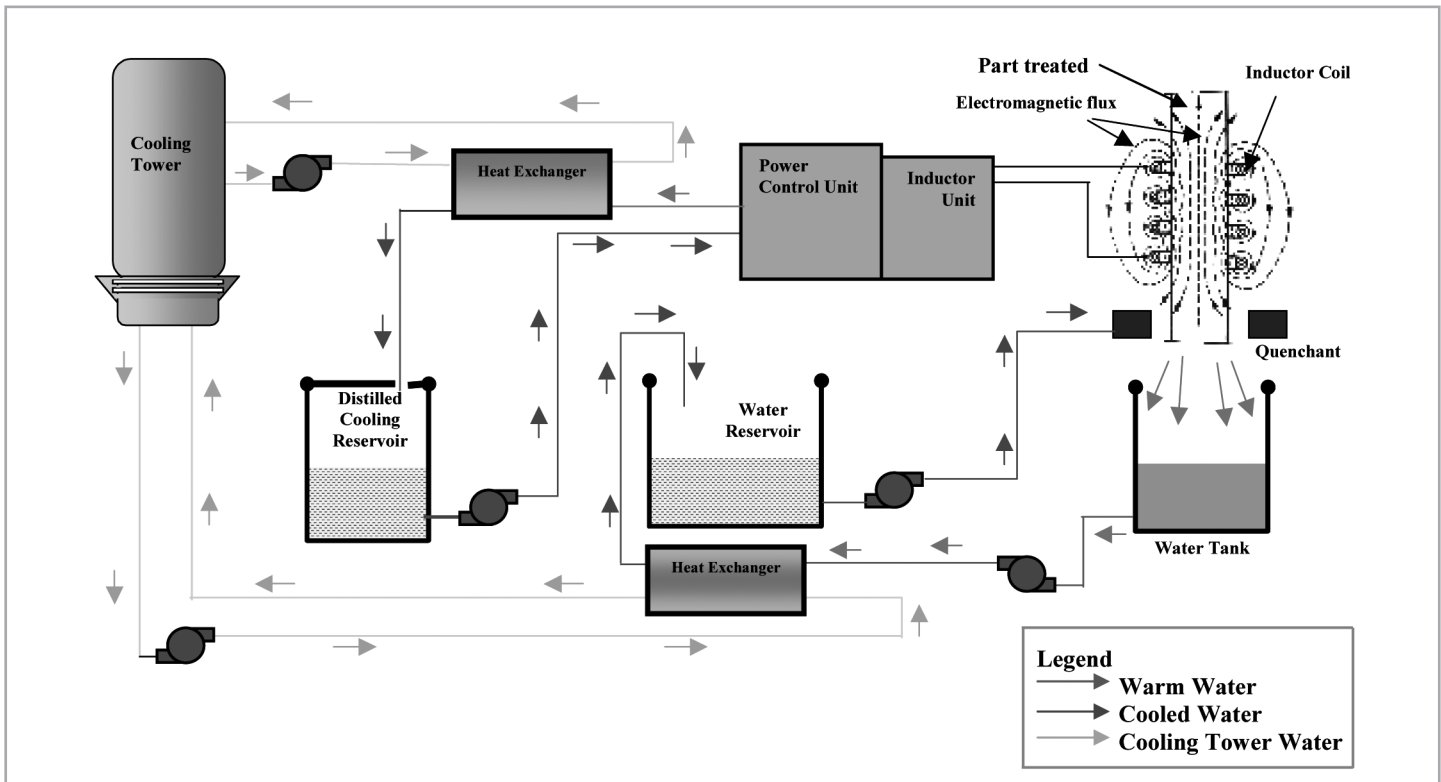 Part treated
Inductor Coil
Electromagnetic flux
Cooling
Tower
Heat Exchanger
Power
Control Unit
Inductor
Unit
Quenchant
Distilled
Cooling
Reservoir
Water
Reservoir
Water Tank
Heat Exchanger
Legend
Warm Water
Cooled Water
Cooling Tower Water